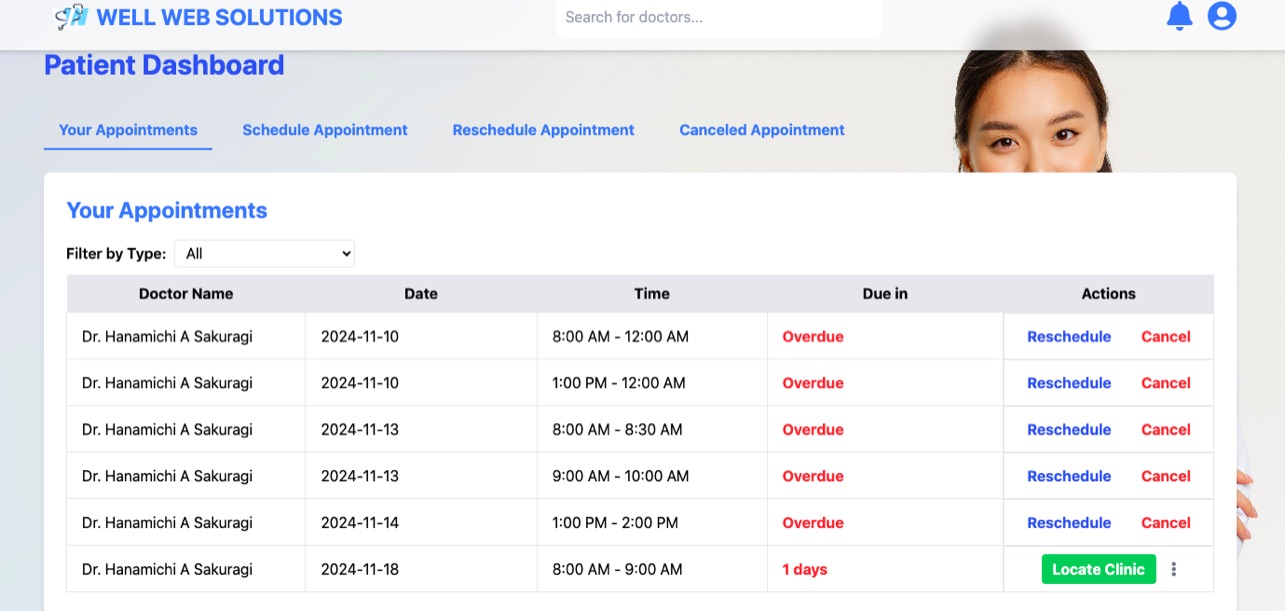 WELL WEB SOLUTIONS
Search for doctors...
Patient Dashboard
Your Appointments Schedule Appointment Reschedule Appointment Canceled Appointment
Your Appointments
Filter by Type: All
Doctor Name Date Time Due in Actions
Dr. Hanamichi A Sakuragi 2024-11-10 8:00 AM - 12:00 AM Overdue Reschedule Cancel
Dr. Hanamichi A Sakuragi 2024-11-10 1:00 PM - 12:00 AM Overdue Reschedule Cancel
Dr. Hanamichi A Sakuragi 2024-11-13 8:00 AM - 8:30 AM Overdue Reschedule Cancel
Dr. Hanamichi A Sakuragi 2024-11-13 9:00 AM - 10:00 AM Overdue Reschedule Cancel
Dr. Hanamichi A Sakuragi 2024-11-14 1:00 PM - 2:00 PM Overdue Reschedule Cancel
Dr. Hanamichi A Sakuragi 2024-11-18 8:00 AM - 9:00 AM 1 days Locate Clinic